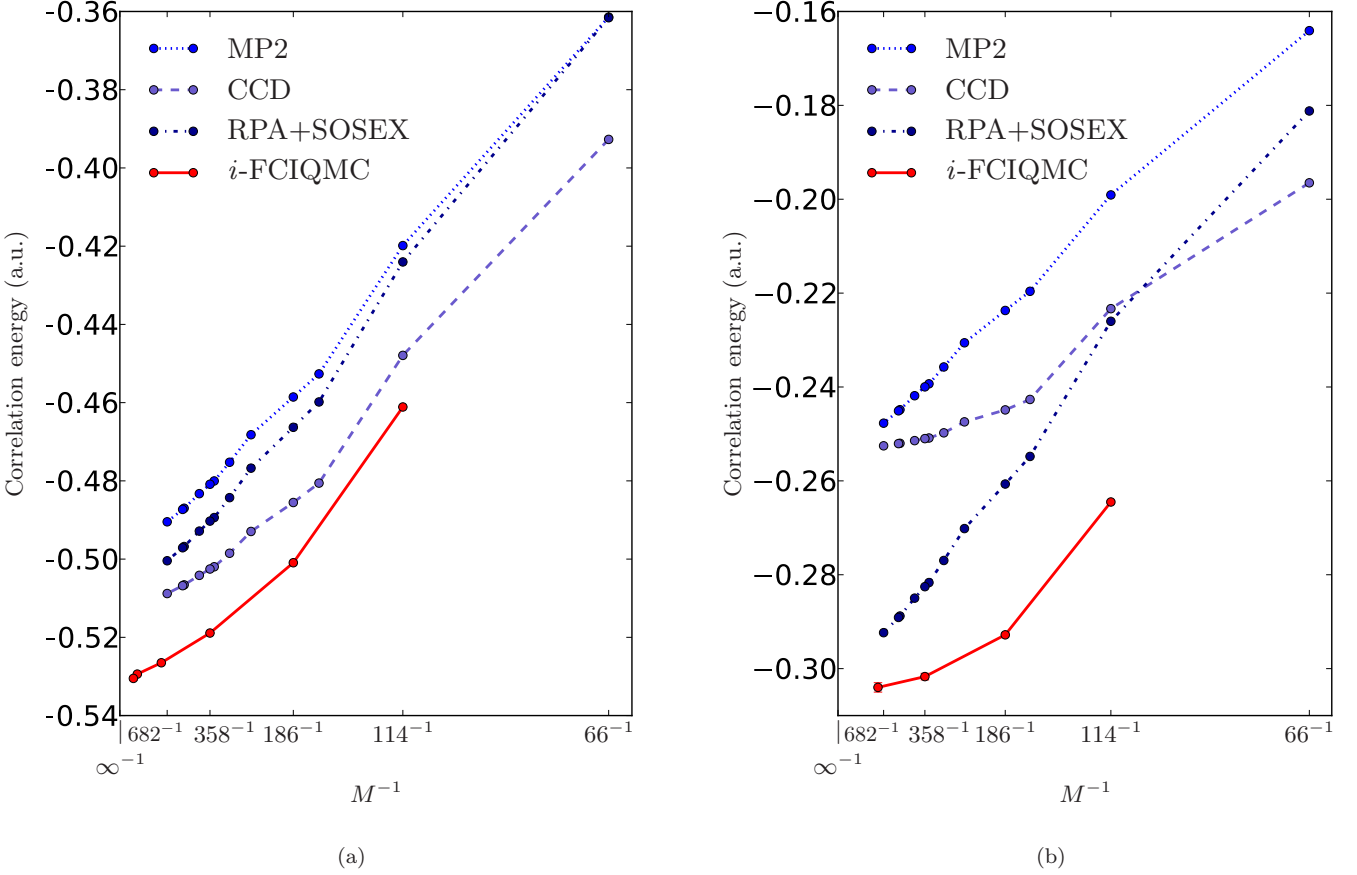 -0.36
-0.38
-0.40
-0.42
-0.44
-0.46
-0.48
-0.50
-0.52
-0.54
Correlation energy (a.u.)
MP2
CCD
RPA+SOSEX
i-FCIQMC
682⁻¹ 358⁻¹ 186⁻¹ 114⁻¹ 66⁻¹
∞⁻¹
M⁻¹
(a)
−0.16
−0.18
−0.20
−0.22
−0.24
−0.26
−0.28
−0.30
Correlation energy (a.u.)
MP2
CCD
RPA+SOSEX
i-FCIQMC
682⁻¹ 358⁻¹ 186⁻¹ 114⁻¹ 66⁻¹
∞⁻¹
M⁻¹
(b)